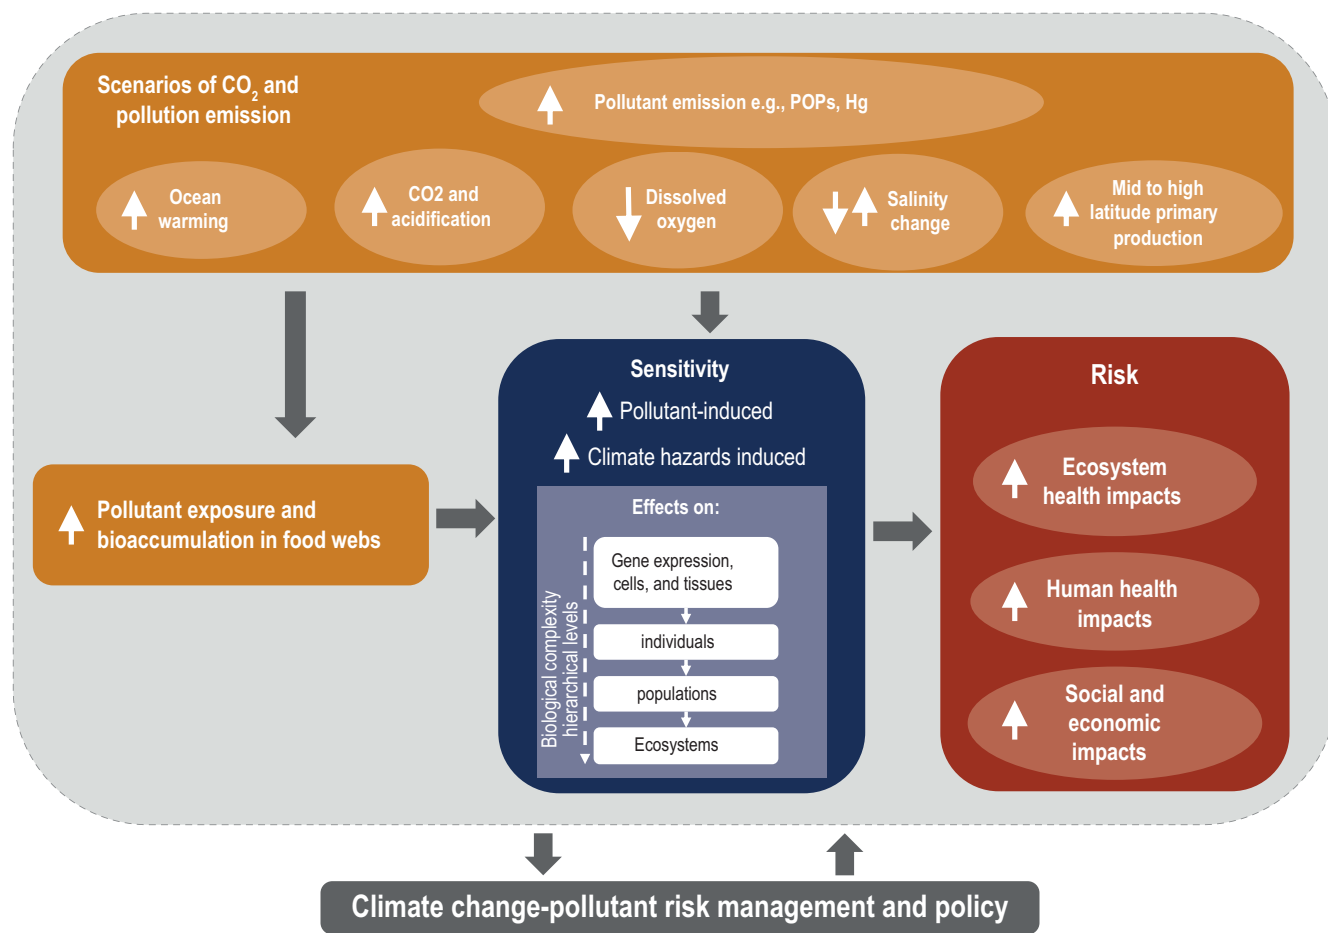 Scenarios of CO2 and
pollution emission
Pollutant emission e.g., POPs, Hg
Ocean
warming
CO2 and
acidification
Dissolved
oxygen
Salinity
change
Mid to high
latitude primary
production
Pollutant exposure and
bioaccumulation in food webs
Sensitivity
Pollutant-induced
Climate hazards induced
Effects on:
Biological complexity
hierarchical levels
Gene expression,
cells, and tissues
individuals
populations
Ecosystems
Risk
Ecosystem
health impacts
Human health
impacts
Social and
economic
impacts
Climate change-pollutant risk management and policy